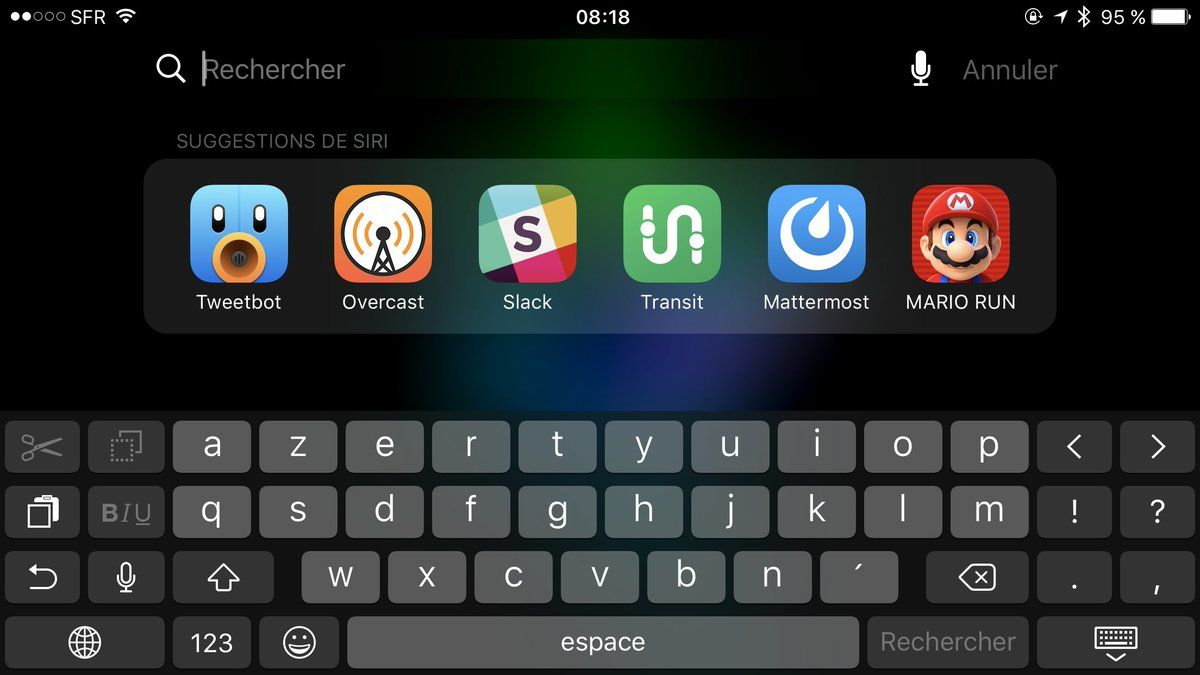 SFR 08:18 95 %
Rechercher Annuler
SUGGESTIONS DE SIRI
S M
Tweetbot Overcast Slack Transit Mattermost MARIO RUN
a z e r t y u i o p < >
B I U q s d f g h j k l m ! ?
w x c v b n ´ . ,
123 espace Rechercher